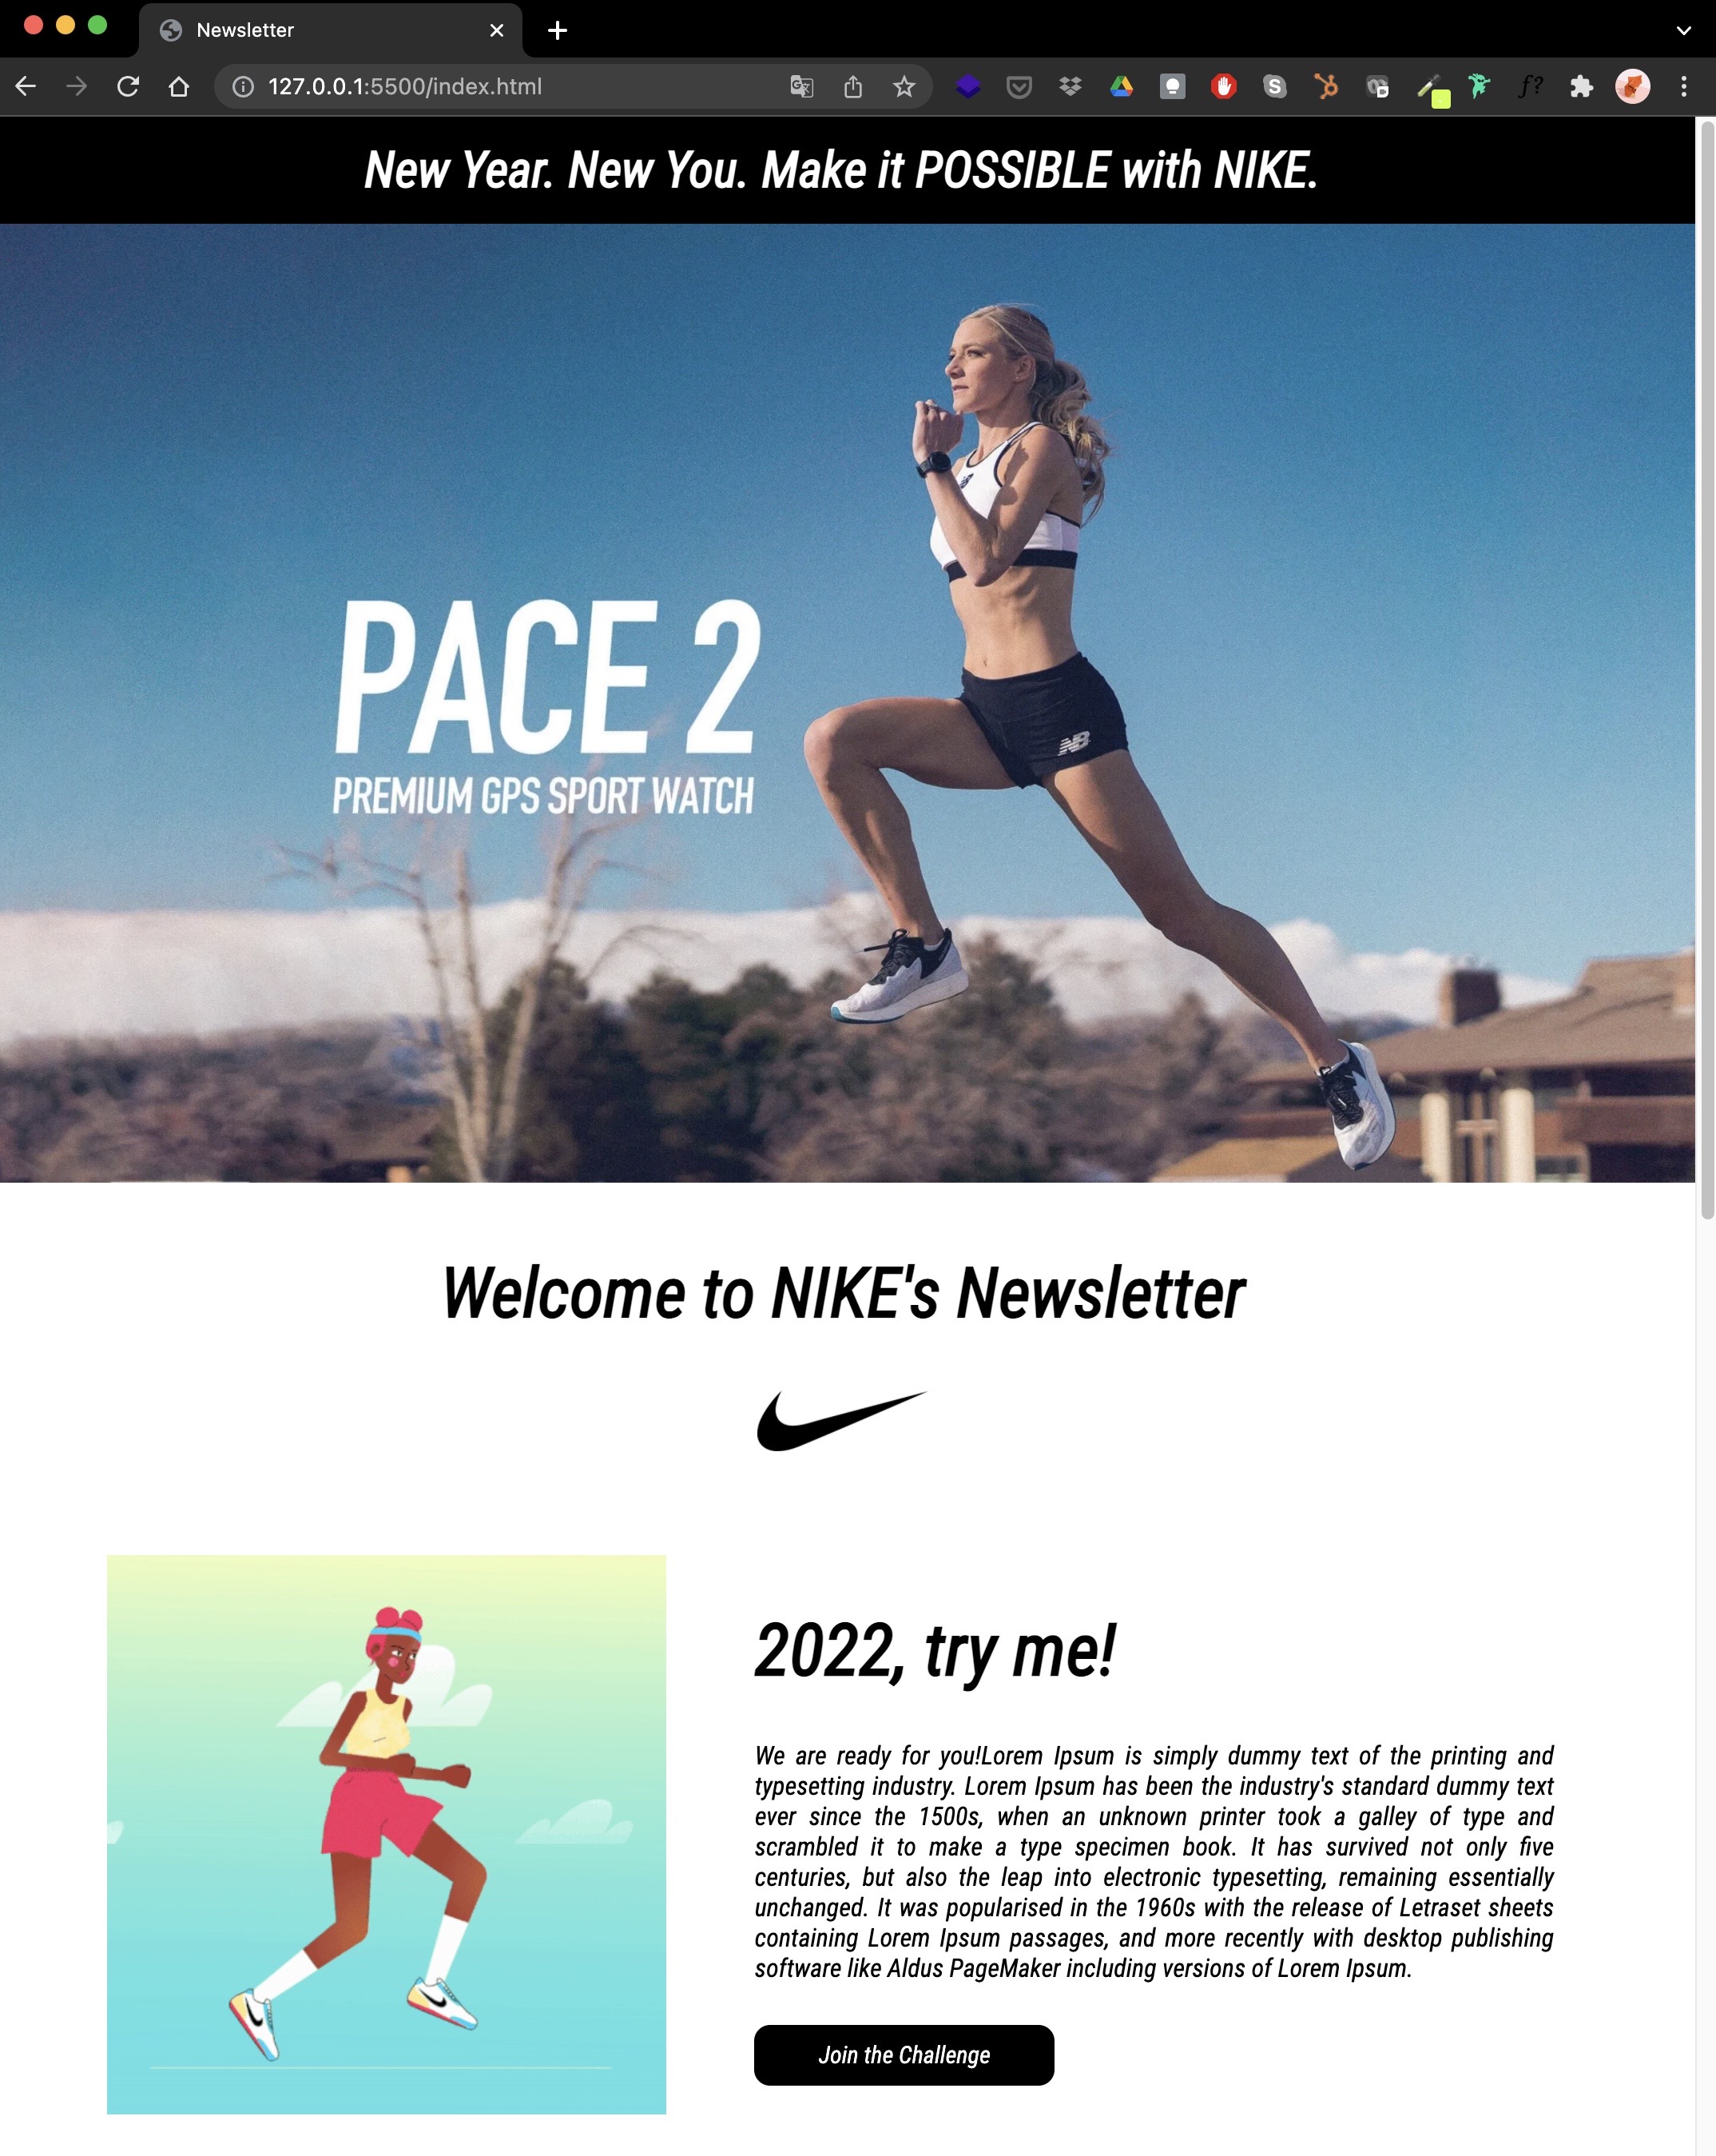 Newsletter
127.0.0.1:5500/index.html
New Year. New You. Make it POSSIBLE with NIKE.
PACE 2
PREMIUM GPS SPORT WATCH
NB
Welcome to NIKE's Newsletter
2022, try me!
We are ready for you!Lorem Ipsum is simply dummy text of the printing and
typesetting industry. Lorem Ipsum has been the industry's standard dummy text
ever since the 1500s, when an unknown printer took a galley of type and
scrambled it to make a type specimen book. It has survived not only five
centuries, but also the leap into electronic typesetting, remaining essentially
unchanged. It was popularised in the 1960s with the release of Letraset sheets
containing Lorem Ipsum passages, and more recently with desktop publishing
software like Aldus PageMaker including versions of Lorem Ipsum.
Join the Challenge